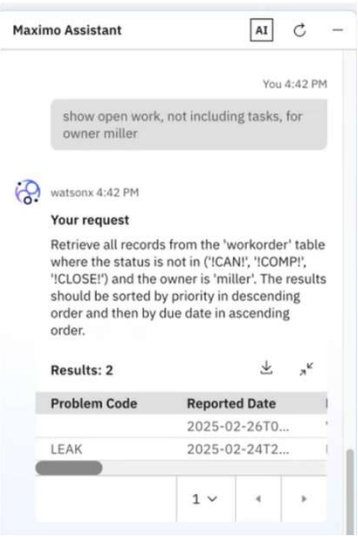 Maximo Assistant AI
You 4:42 PM
show open work, not including tasks, for
owner miller
watsonx 4:42 PM
Your request
Retrieve all records from the 'workorder' table
where the status is not in ('!CAN!', '!COMP!',
'!CLOSE!') and the owner is 'miller'. The results
should be sorted by priority in descending
order and then by due date in ascending
order.
Results: 2
Problem Code Reported Date
2025-02-26T0...
LEAK 2025-02-24T2...
1